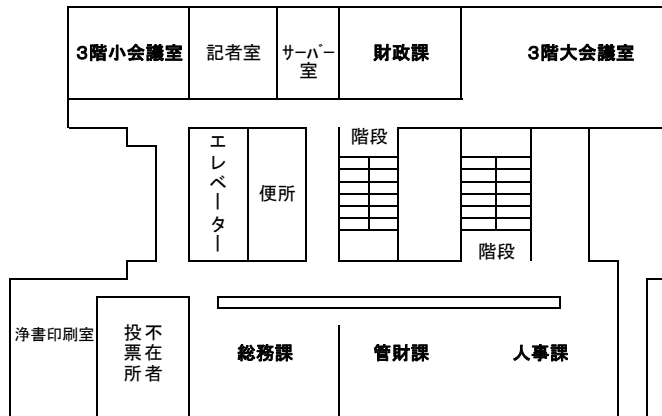 3階小会議室
記者室
サーバー
室
財政課
3階大会議室
エレベーター
便所
階段
階段
浄書印刷室
不在者
投票所
総務課
管財課
人事課